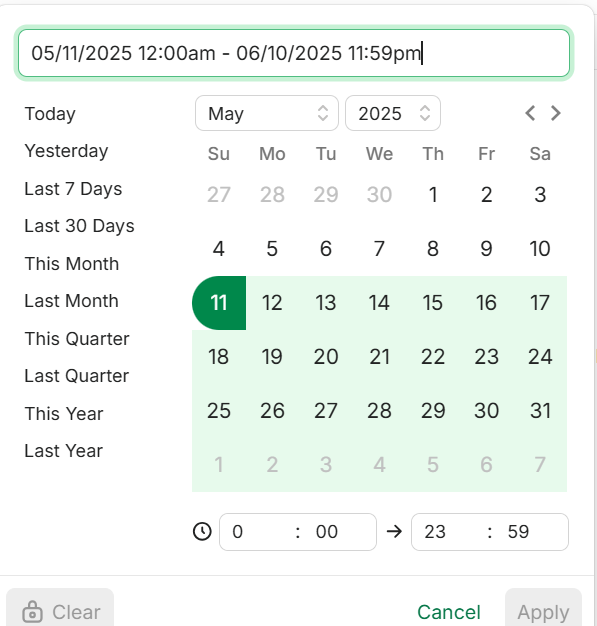 05/11/2025 12:00am - 06/10/2025 11:59pm
Today
Yesterday
Last 7 Days
Last 30 Days
This Month
Last Month
This Quarter
Last Quarter
This Year
Last Year
May 2025
Su Mo Tu We Th Fr Sa
27 28 29 30 1 2 3
4 5 6 7 8 9 10
11 12 13 14 15 16 17
18 19 20 21 22 23 24
25 26 27 28 29 30 31
1 2 3 4 5 6 7
0 : 00 → 23 : 59
Clear Cancel Apply